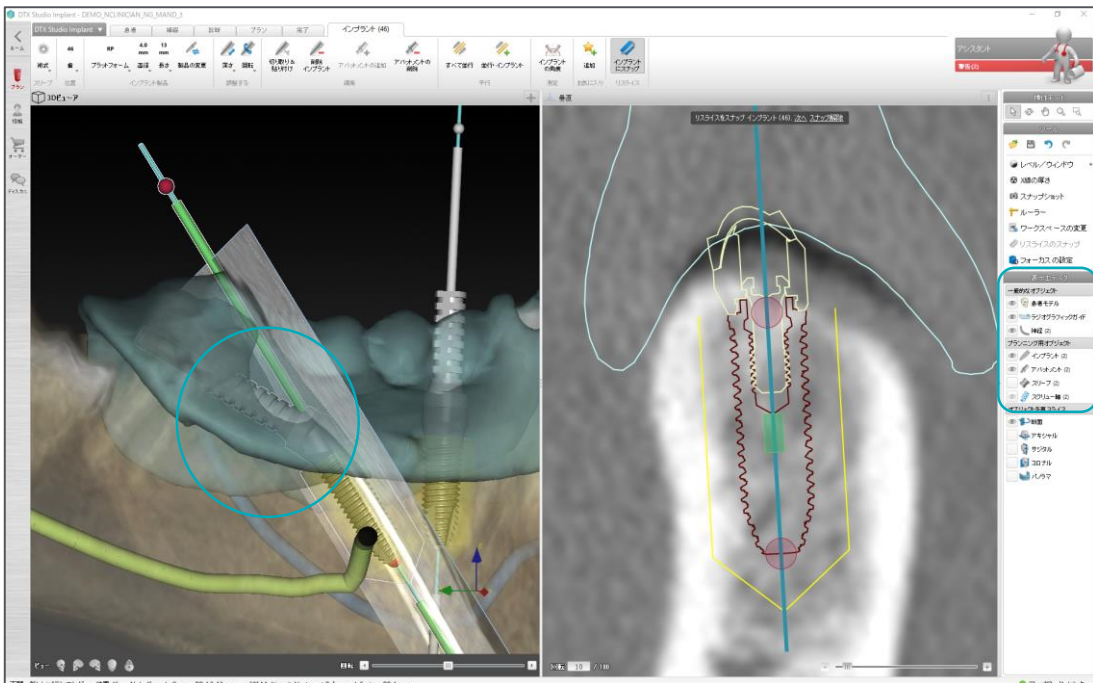 DTX Studio Implant - DEMO_NCLINICIAN_NG_MAND_1
DTX Studio Implant ▼
患者
診断
プラン
完了
インプラント (46)
ホーム
プラン
オーダー
術式
スリーブ
46
歯
位置
RP
プラットフォーム
4.0 mm
直径
13 mm
長さ
製品の変更
インプラント製品
深さ
回転
調整する
切り取り&貼り付け
削除 インプラント
アバットメントの追加
アバットメントの削除
編集
すべて並行
並行・インプラント
平行
インプラントの角度
測定
追加
お気に入り
インプラントにスナップ
リスライス
アシスタント
警告(2)
3Dビューア
垂直
リスライスをスナップ インプラント (46). 次へ スナップ解除
レベル/ウィンドウ
X線の厚さ
スナップショット
ルーラー
ワークスペースの変更
リスライスのスナップ
フォーカスの設定
一般的なオブジェクト
患者モデル
ラジオグラフィックガイド
神経 (2)
プランニング用オブジェクト
インプラント (2)
アバットメント (2)
スリーブ (2)
スクリュー軸 (2)
断面
アキシャル
サジタル
コロナル
パノラマ
ビュー
回転
回転 10 / 180